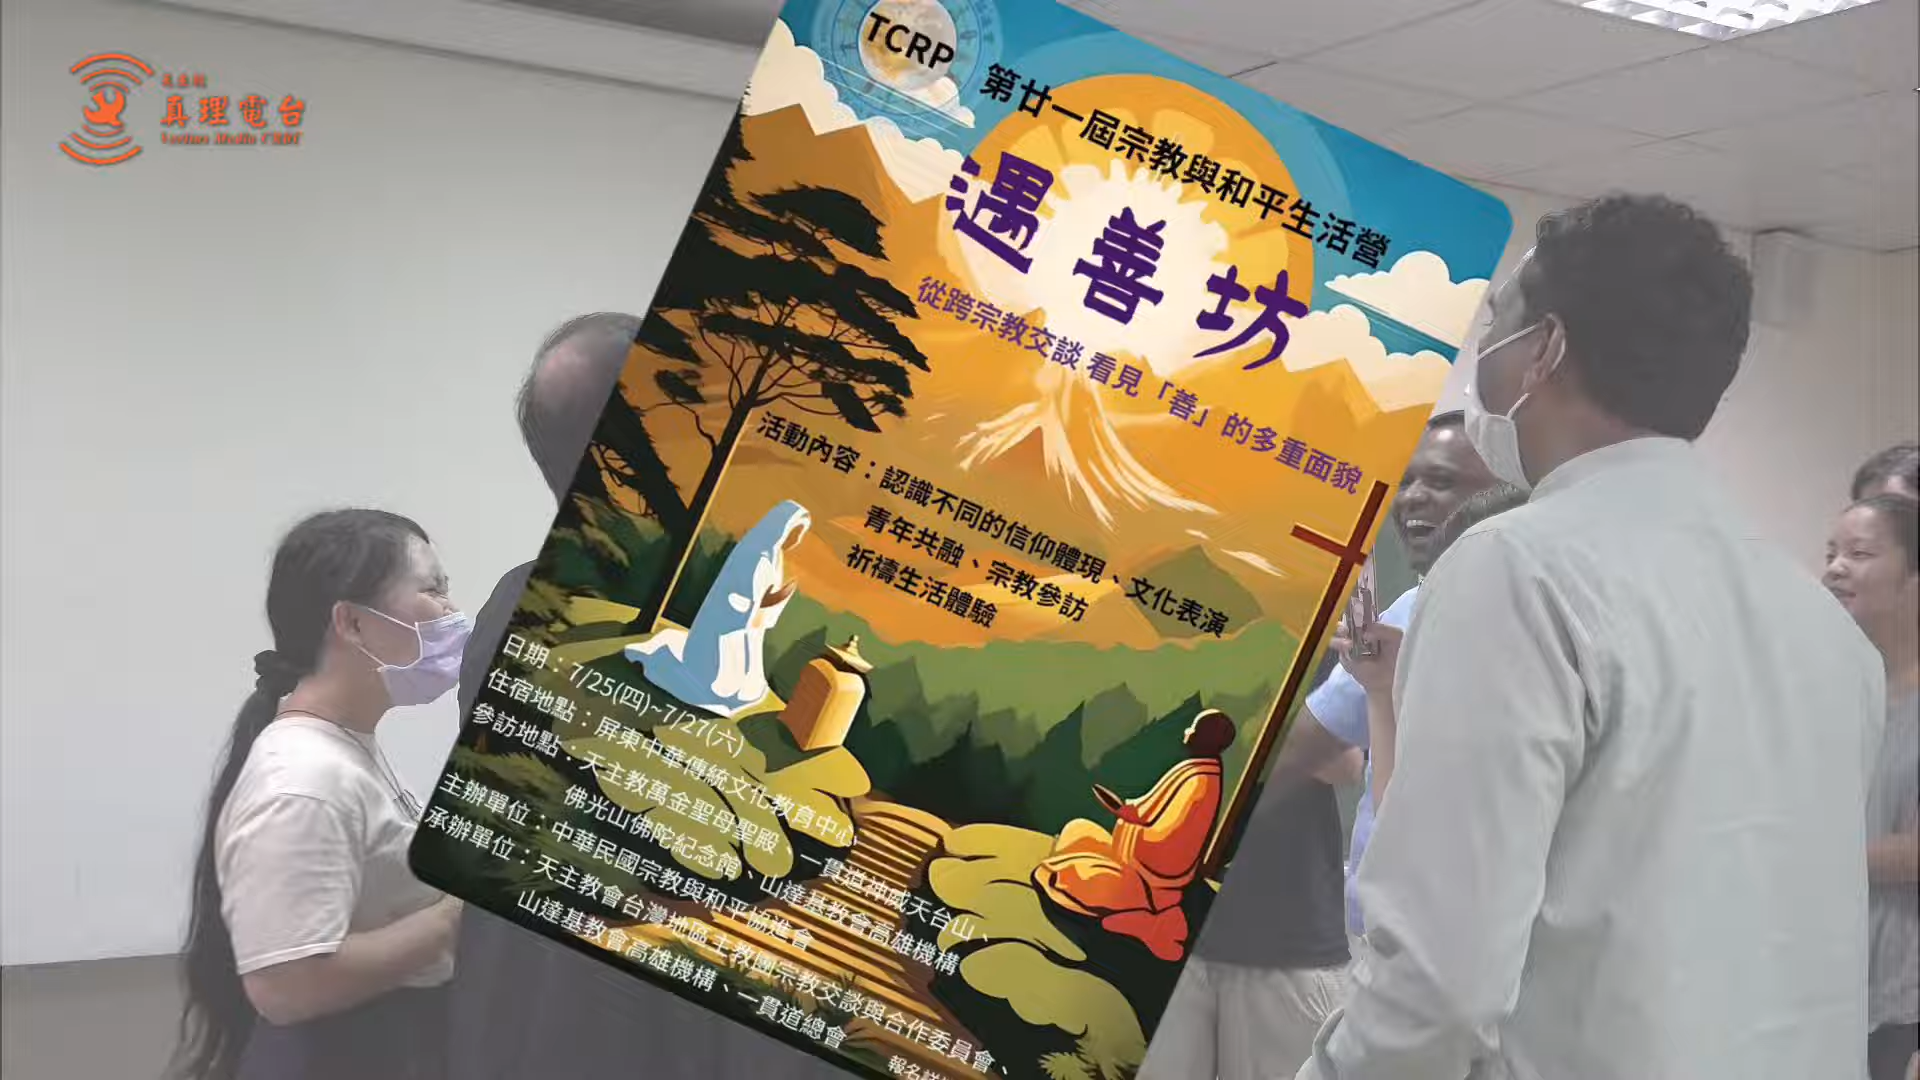 真理電台
TCRP
第廿一屆宗教與和平生活營
遇善坊
從跨宗教交談 看見「善」的多重面貌
活動內容：認識不同的信仰體現、文化表演
青年共融、宗教參訪
祈禱生活體驗
日期：7/25(四)~7/27(六)
住宿地點：屏東中華傳統文化教育中心
參訪地點：天主教萬金聖母聖殿、一貫道神威天台山、
佛光山佛陀紀念館、山達基教會高雄機構
主辦單位：中華民國宗教與和平協進會
承辦單位：天主教會台灣地區主教團宗教交談與合作委員會、
山達基教會高雄機構、一貫道總會
報名